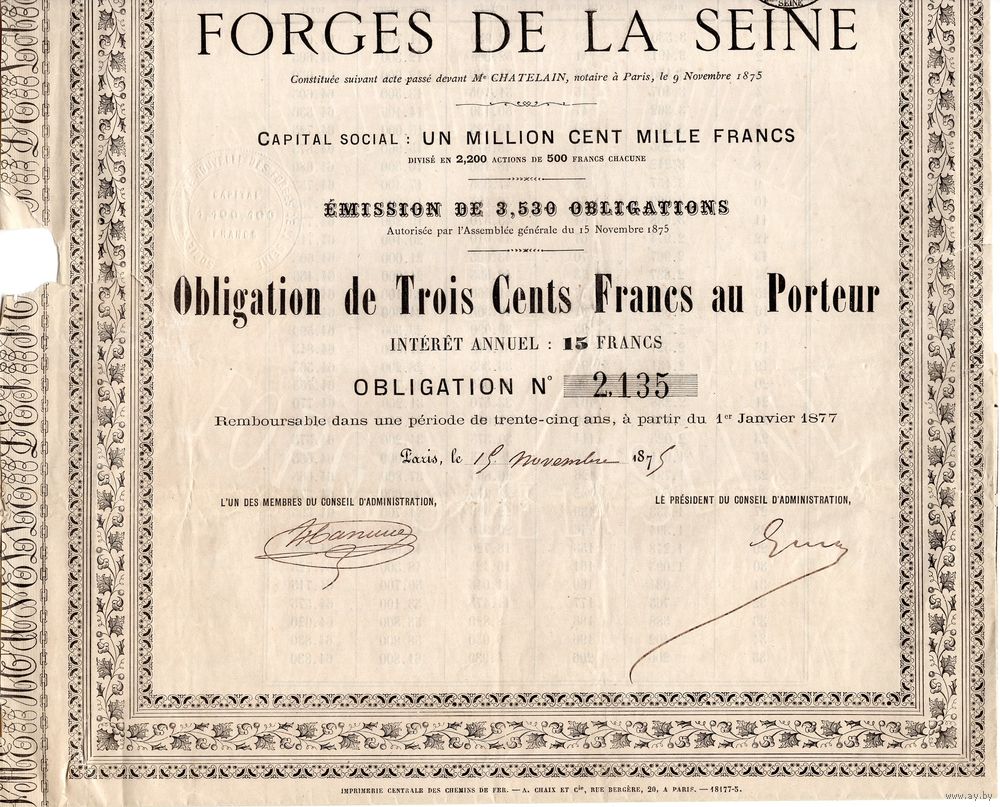 SEINE
FORGES DE LA SEINE
Constituée suivant acte passé devant Me CHATELAIN, notaire à Paris, le 9 Novembre 1875
CAPITAL SOCIAL : UN MILLION CENT MILLE FRANCS
DIVISÉ EN 2,200 ACTIONS DE 500 FRANCS CHACUNE
ÉMISSION DE 3,530 OBLIGATIONS
Autorisée par l'Assemblée générale du 15 Novembre 1875
Obligation de Trois Cents Francs au Porteur
INTÉRÊT ANNUEL : 15 FRANCS
OBLIGATION N° 2,135
Remboursable dans une période de trente-cinq ans, à partir du 1er Janvier 1877
Paris, le 15 novembre 1875
L'UN DES MEMBRES DU CONSEIL D'ADMINISTRATION,
LE PRÉSIDENT DU CONSEIL D'ADMINISTRATION,
IMPRIMERIE CENTRALE DES CHEMINS DE FER. — A. CHAIX ET Cie, RUE BERGÈRE, 20, A PARIS. — 18177-5.
www.ay.by